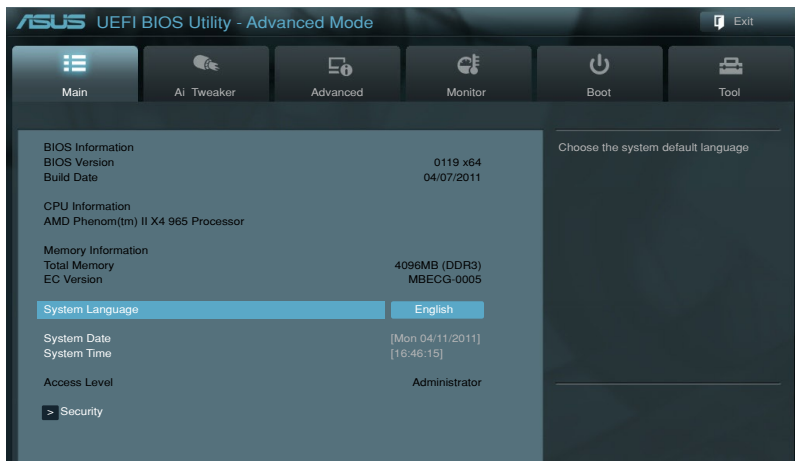 ASUS UEFI BIOS Utility - Advanced Mode
Exit
Main
Ai Tweaker
Advanced
Monitor
Boot
Tool
BIOS Information
BIOS Version 0119 x64
Build Date 04/07/2011
CPU Information
AMD Phenom(tm) II X4 965 Processor
Memory Information
Total Memory 4096MB (DDR3)
EC Version MBECG-0005
System Language English
System Date [Mon 04/11/2011]
System Time [16:46:15]
Access Level Administrator
> Security
Choose the system default language